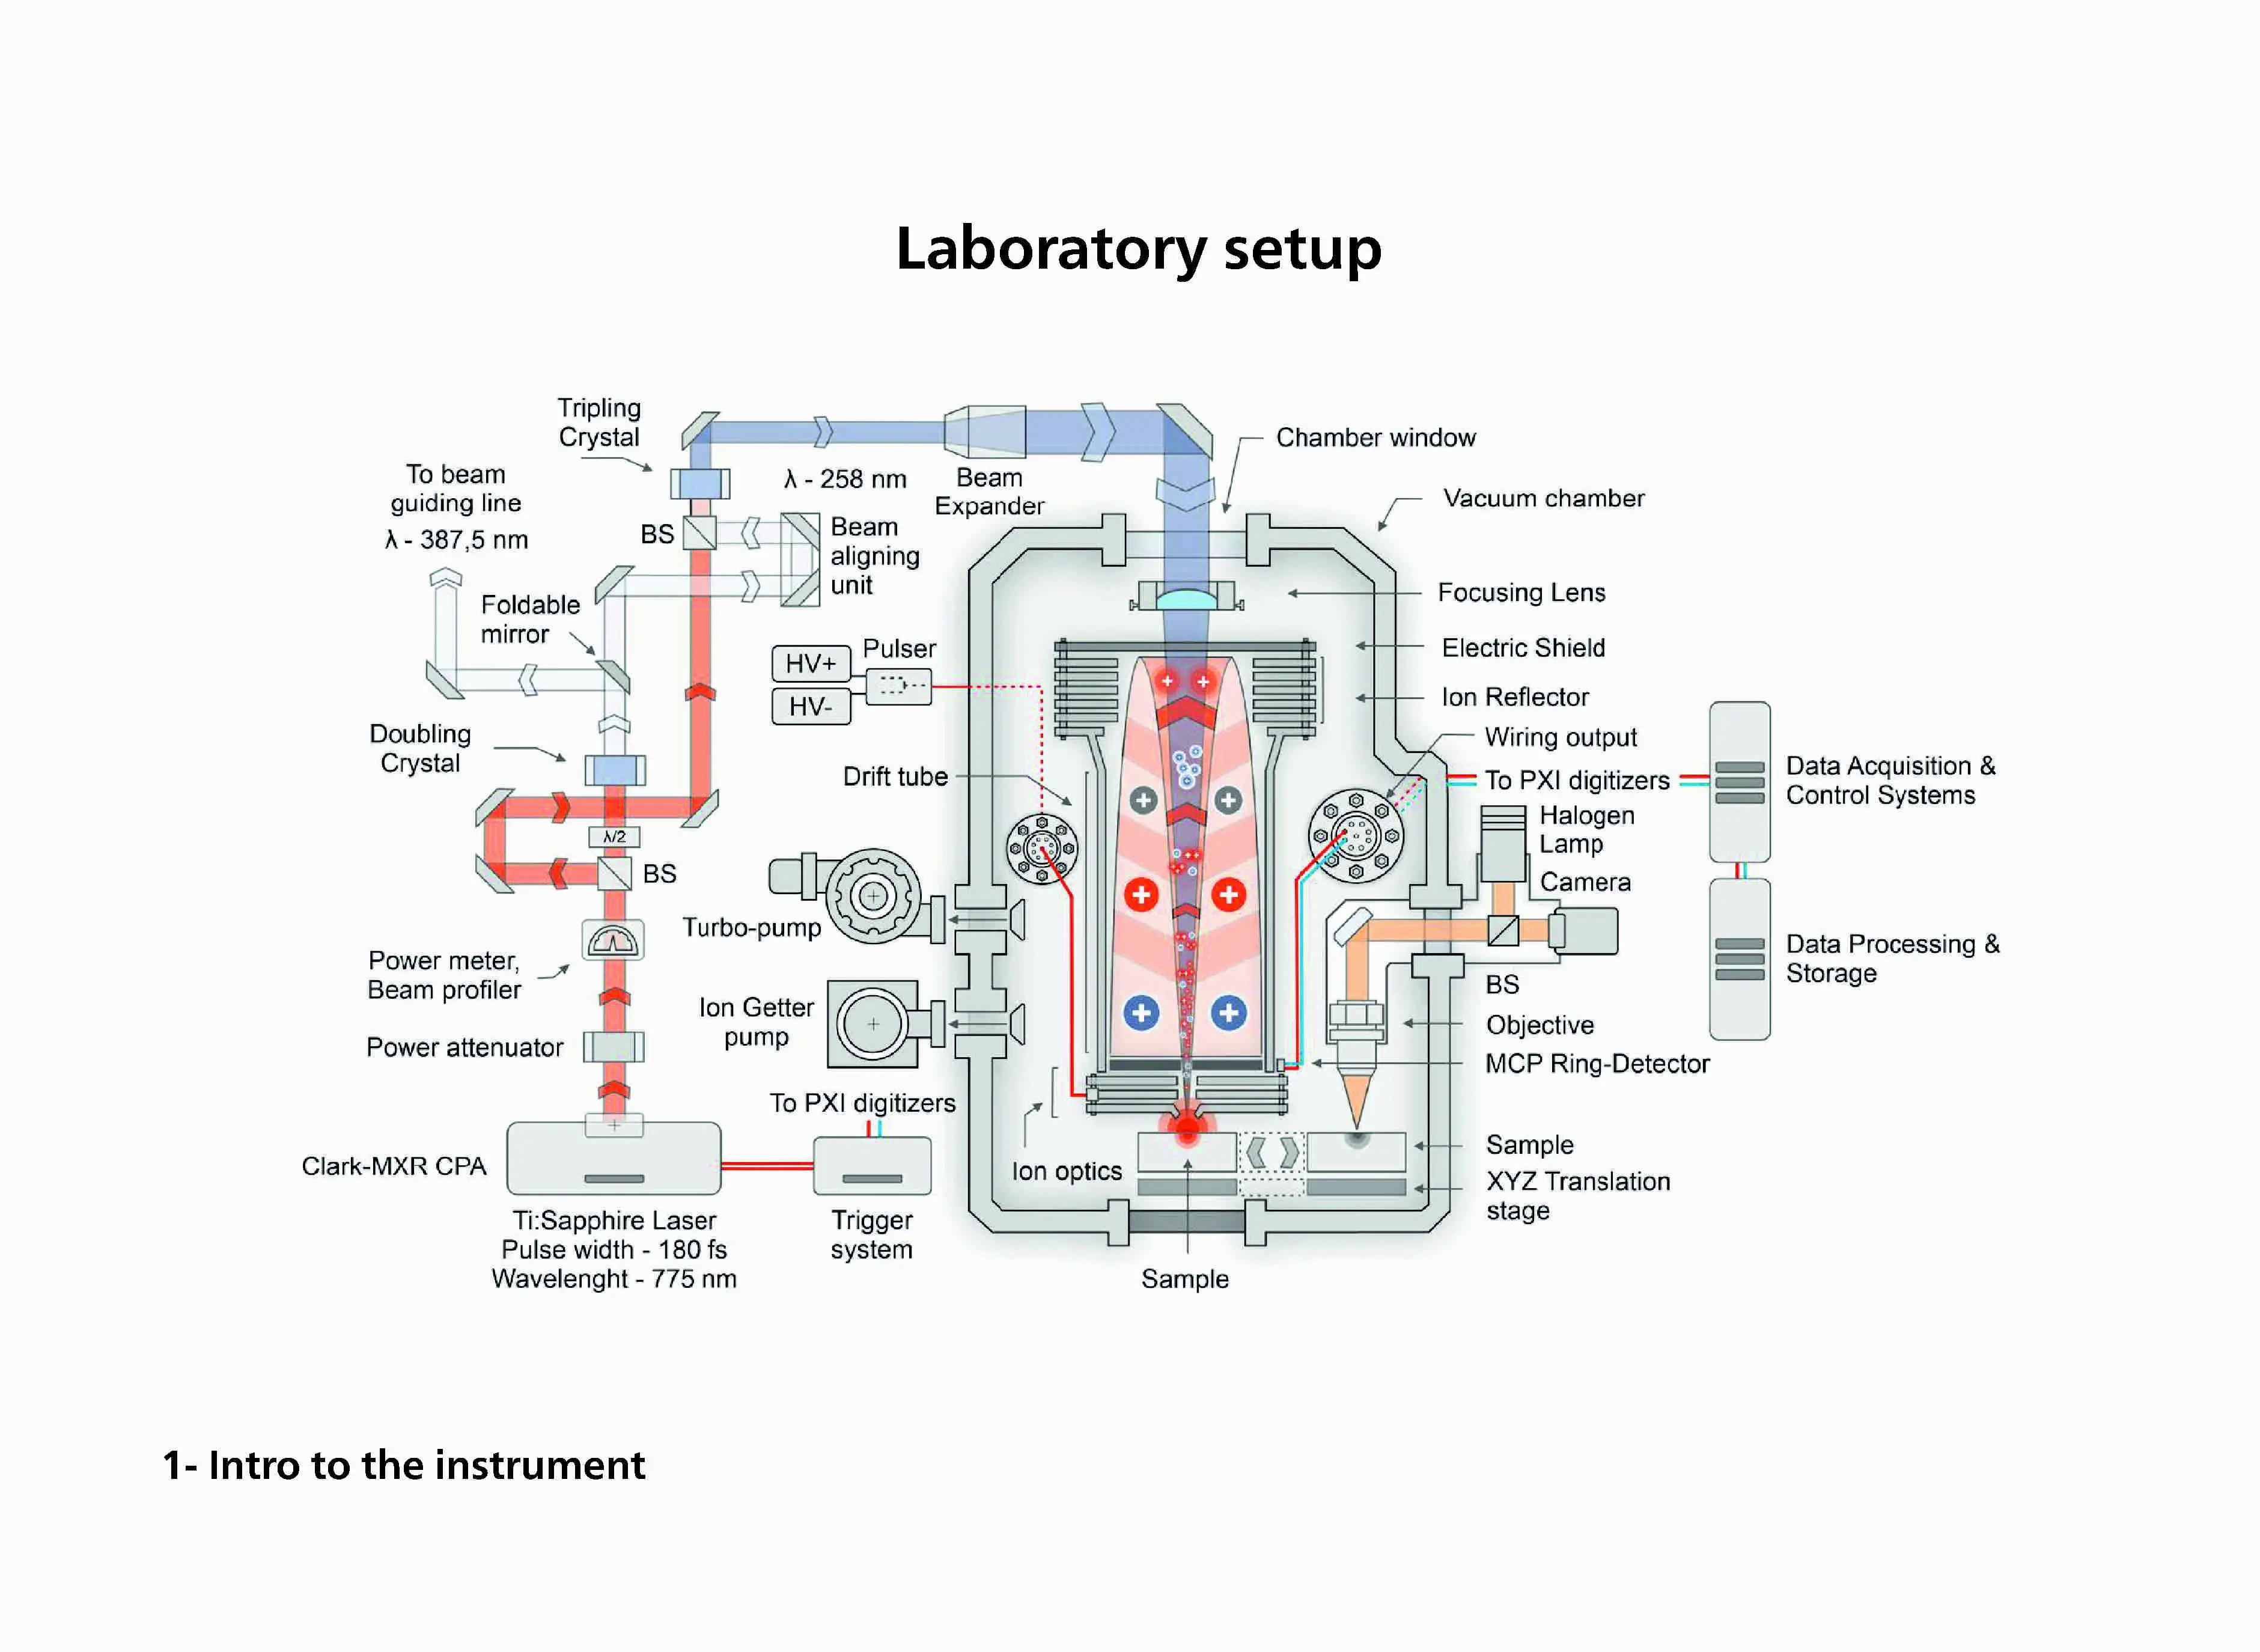 Laboratory setup
Tripling
Crystal
To beam
guiding line
λ - 387,5 nm
BS
λ - 258 nm
Beam
Expander
Beam
aligning
unit
Foldable
mirror
Chamber window
Vacuum chamber
Focusing Lens
Electric Shield
Ion Reflector
Wiring output
To PXI digitizers
Data Acquisition &
Control Systems
HV+
HV-
Pulser
Doubling
Crystal
Drift tube
λ/2
BS
Halogen
Lamp
Camera
Turbo-pump
Data Processing &
Storage
Power meter,
Beam profiler
Ion Getter
pump
BS
Objective
MCP Ring-Detector
Power attenuator
To PXI digitizers
Clark-MXR CPA
Ion optics
Sample
XYZ Translation
stage
Ti:Sapphire Laser
Pulse width - 180 fs
Wavelenght - 775 nm
Trigger
system
Sample
1- Intro to the instrument